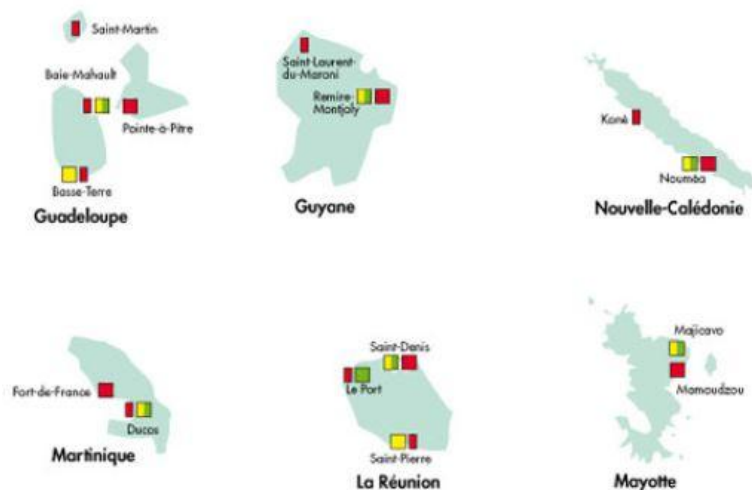 Saint-Martin
Baie-Mahault
Pointe-à-Pitre
Basse-Terre
Guadeloupe
Saint-Laurent-
du-Maroni
Remire-
Montjoly
Guyane
Koné
Nouméa
Nouvelle-Calédonie
Fort-de-France
Ducos
Martinique
Saint-Denis
Le Port
Saint-Pierre
La Réunion
Majicavo
Mamoudzou
Mayotte